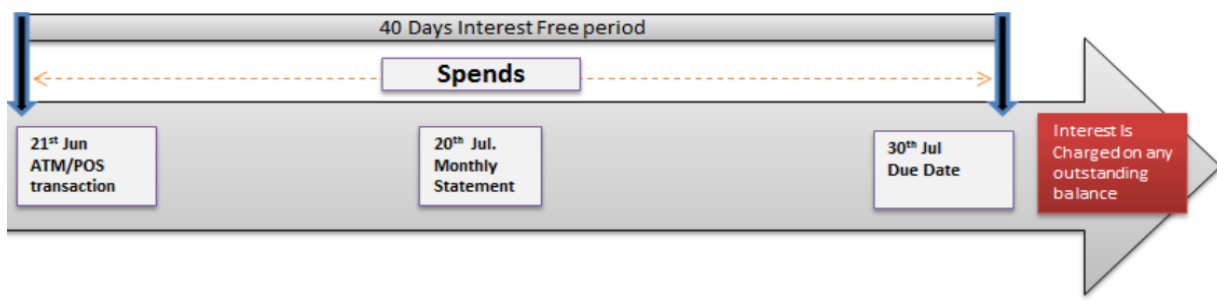 40 Days Interest Free period
Spends
21st Jun
ATM/POS
transaction
20th Jul.
Monthly
Statement
30th Jul
Due Date
Interest Is
Charged on any
outstanding
balance